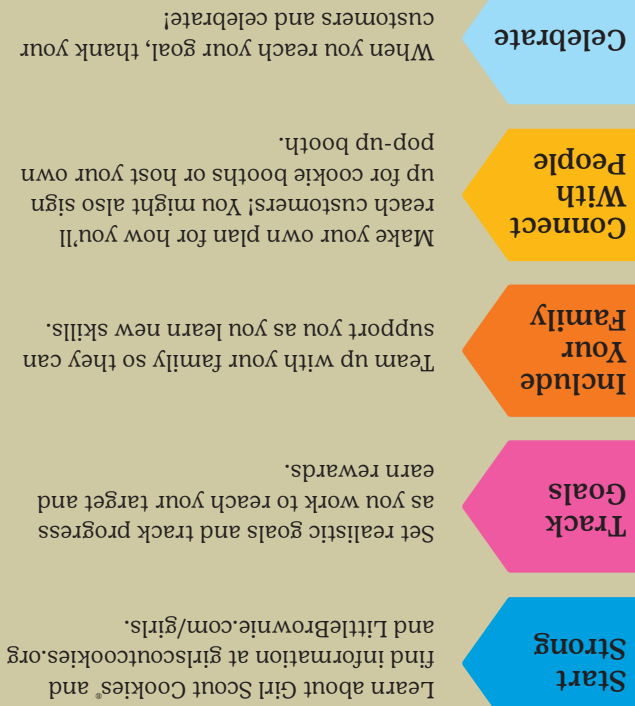 Start
Strong
Learn about Girl Scout Cookies® and
find information at girlscoutcookies.org
and LittleBrownie.com/girls.
Track
Goals
Set realistic goals and track progress
as you work to reach your target and
earn rewards.
Include
Your
Family
Team up with your family so they can
support you as you learn new skills.
Connect
With
People
Make your own plan for how you'll
reach customers! You might also sign
up for cookie booths or host your own
pop-up booth.
Celebrate
When you reach your goal, thank your
customers and celebrate!